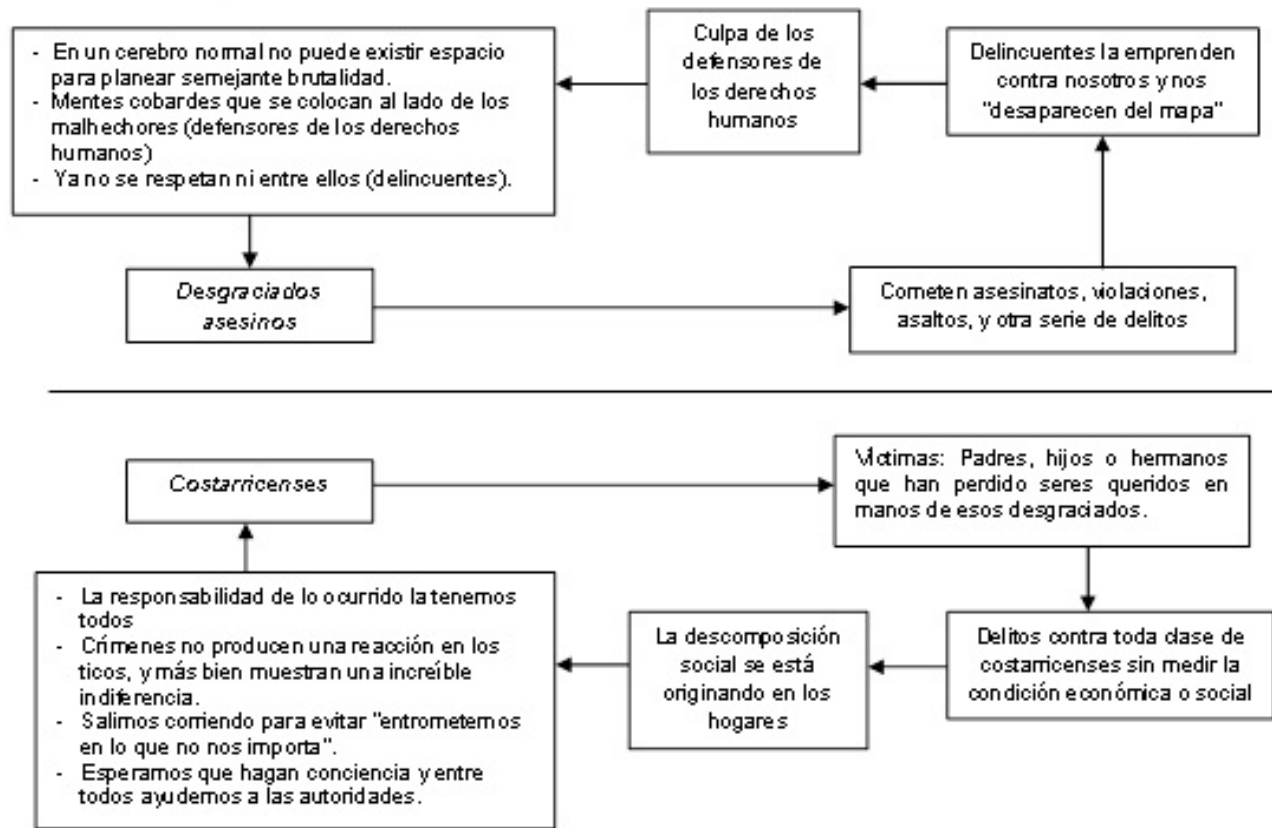 - En un cerebro normal no puede existir espacio
para planear semejante brutalidad.
- Mentes cobardes que se colocan al lado de los
malhechores (defensores de los derechos
humanos)
- Ya no se respetan ni entre ellos (delincuentes).
Culpa de los
defensores de
los derechos
humanos
Delincuentes la emprenden
contra nosotros y nos
"desaparecen del mapa"
Desgraciados
asesinos
Cometen asesinatos, violaciones,
asaltos, y otra serie de delitos
Costarricenses
Víctimas: Padres, hijos o hermanos
que han perdido seres queridos en
manos de esos desgraciados.
- La responsabilidad de lo ocurrido la tenemos
todos
- Crímenes no producen una reacción en los
ticos, y más bien muestran una increíble
indiferencia.
- Salimos corriendo para evitar "entrometernos
en lo que no nos importa".
- Esperamos que hagan conciencia y entre
todos ayudemos a las autoridades.
La descomposición
social se está
originando en los
hogares
Delitos contra toda clase de
costarricenses sin medir la
condición económica o social